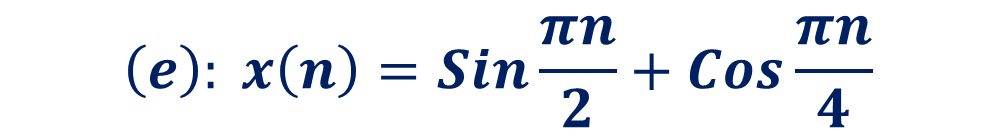 (e): x(n) = Sin πn/2 + Cos πn/4